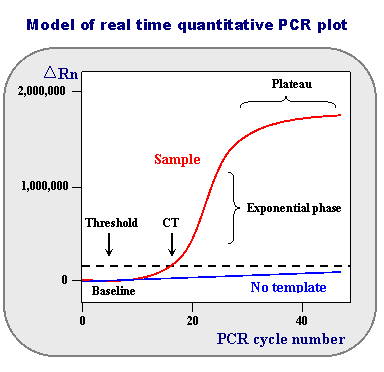 Model of real time quantitative PCR plot
△Rn
2,000,000
Plateau
Sample
1,000,000
Exponential phase
Threshold
CT
0
Baseline
No template
0
20
40
PCR cycle number